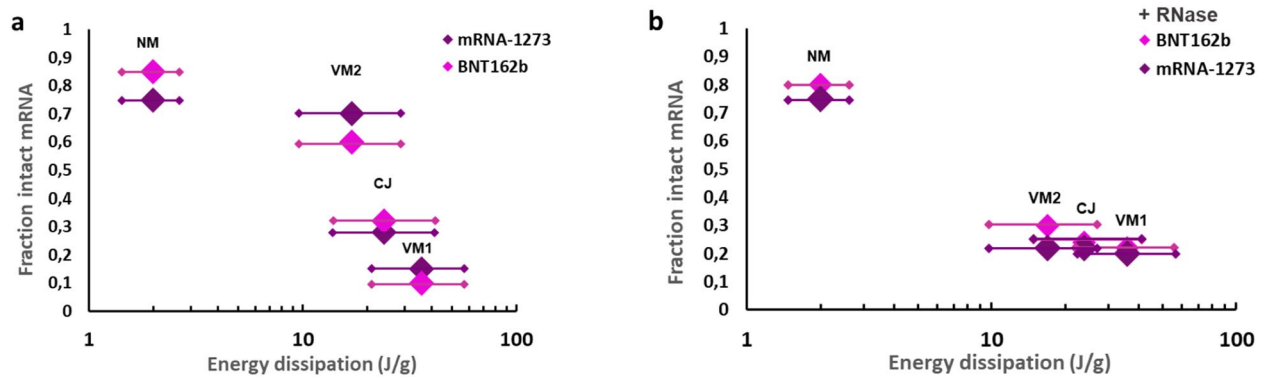 a
mRNA-1273
BNT162b
Fraction intact mRNA
1
0,9
0,8
0,7
0,6
0,5
0,4
0,3
0,2
0,1
0
NM
VM2
CJ
VM1
1
10
100
Energy dissipation (J/g)
b
+ RNase
BNT162b
mRNA-1273
Fraction intact mRNA
1
0,9
0,8
0,7
0,6
0,5
0,4
0,3
0,2
0,1
0
NM
VM2
CJ
VM1
1
10
100
Energy dissipation (J/g)